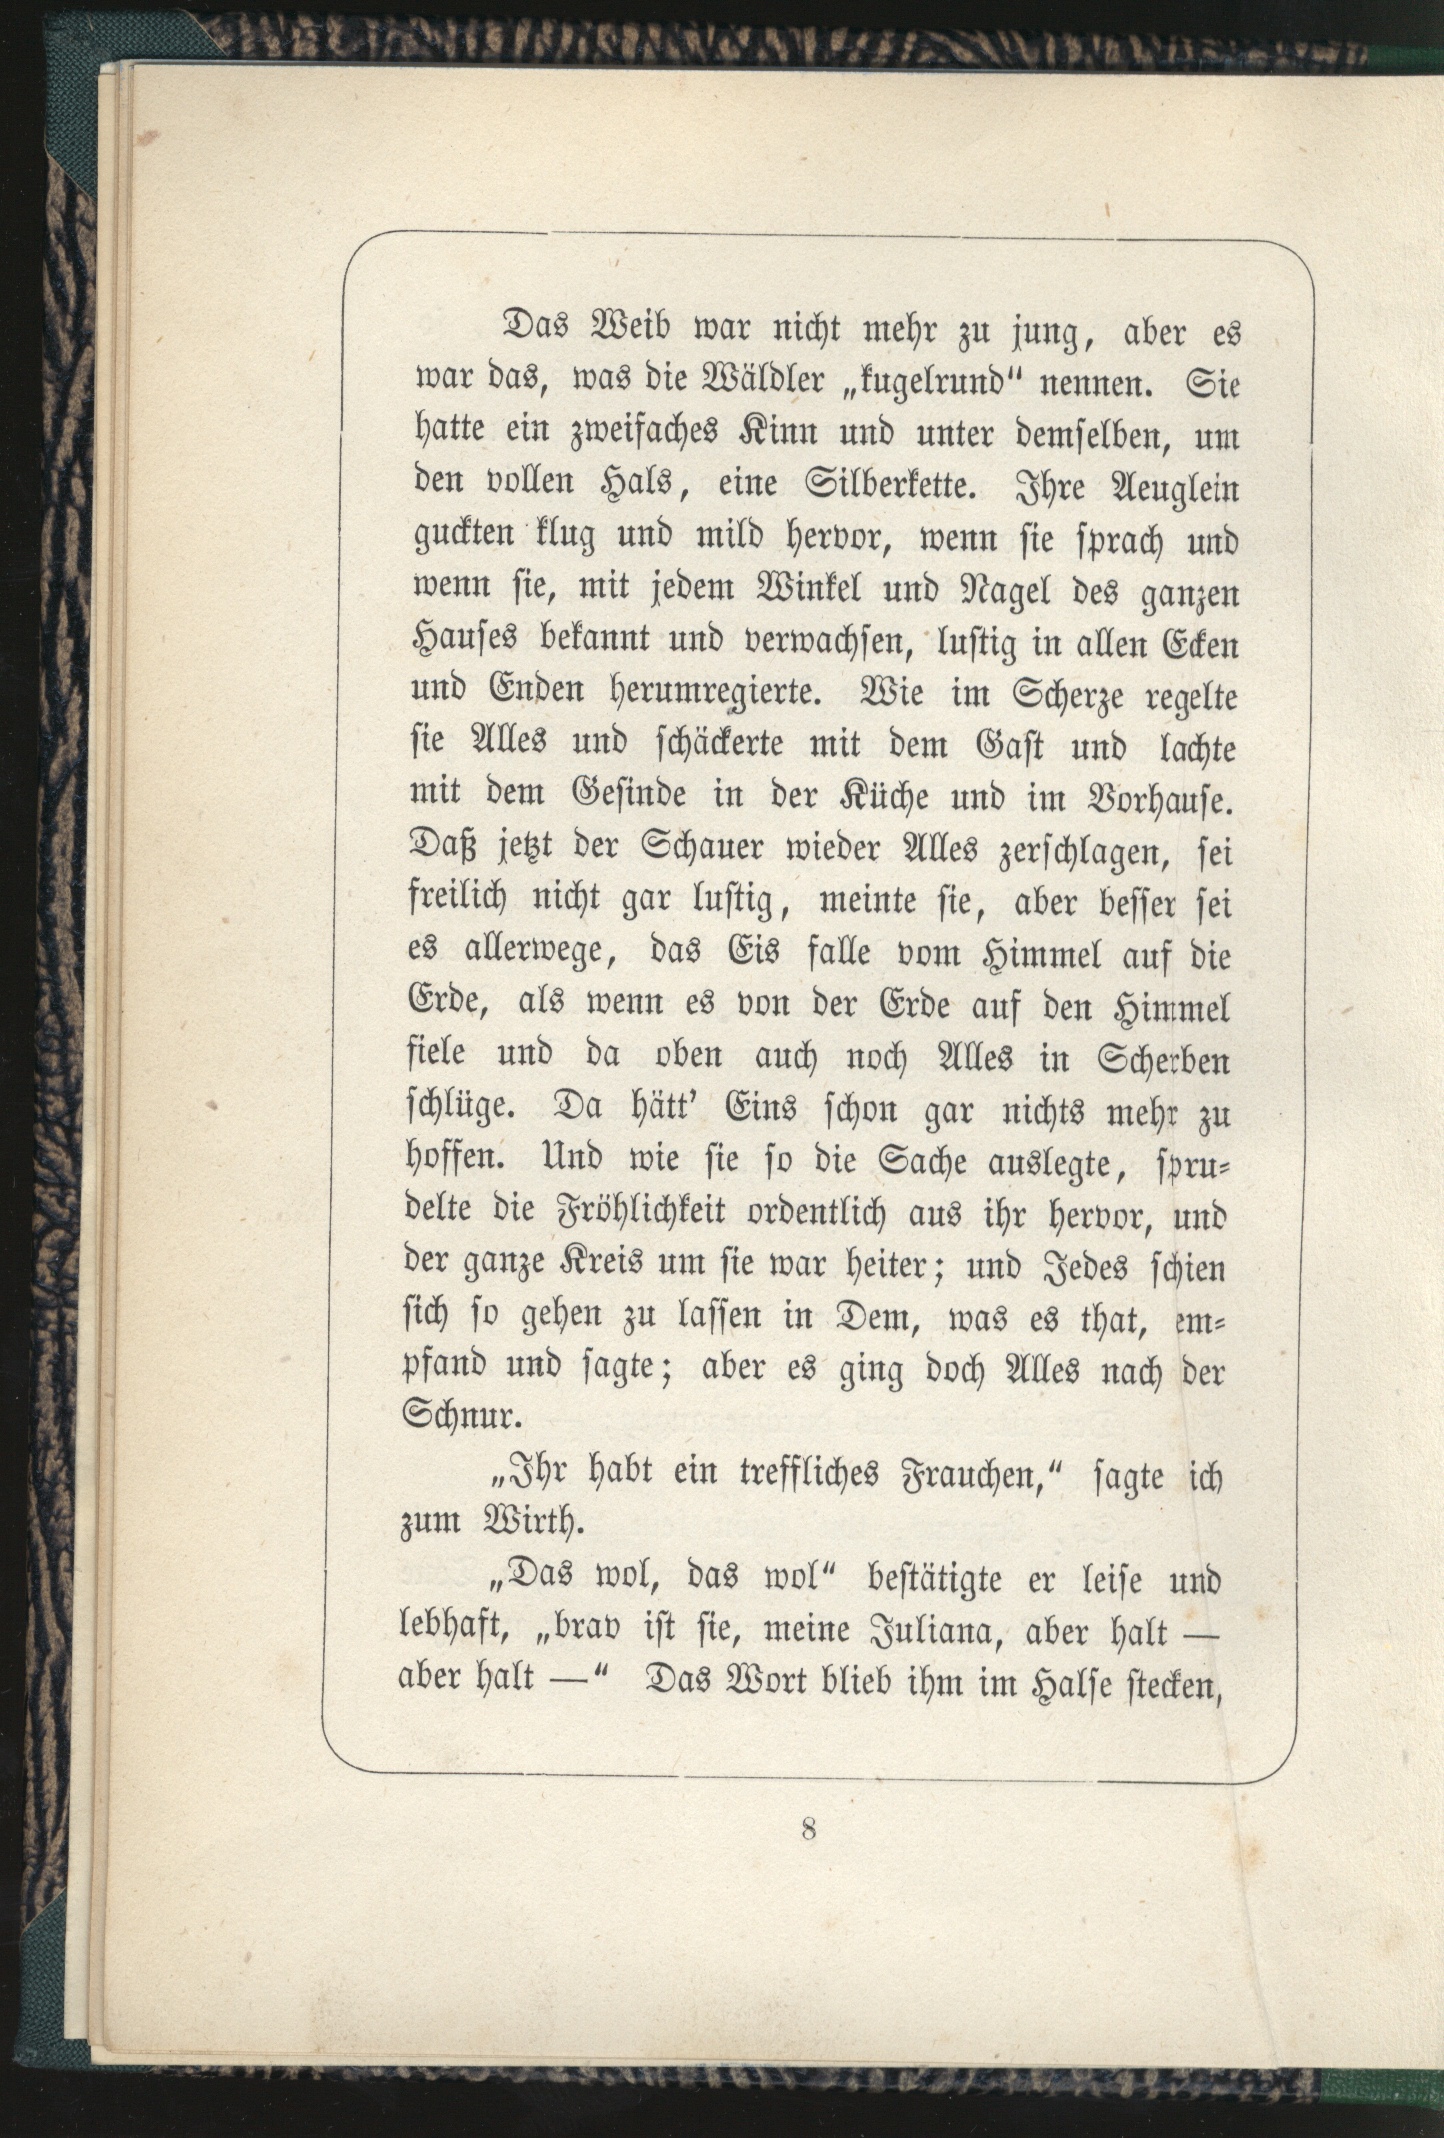 Das Weib war nicht mehr zu jung, aber es
war das, was die Wäldler „kugelrund“ nennen. Sie
hatte ein zweifaches Kinn und unter demselben, um
den vollen Hals, eine Silberkette. Ihre Aeuglein
guckten klug und mild hervor, wenn sie sprach und
wenn sie, mit jedem Winkel und Nagel des ganzen
Hauses bekannt und verwachsen, lustig in allen Ecken
und Enden herumregierte. Wie im Scherze regelte
sie Alles und schäckerte mit dem Gast und lachte
mit dem Gesinde in der Küche und im Vorhause.
Daß jetzt der Schauer wieder Alles zerschlagen, sei
freilich nicht gar lustig, meinte sie, aber besser sei
es allerwege, das Eis falle vom Himmel auf die
Erde, als wenn es von der Erde auf den Himmel
fiele und da oben auch noch Alles in Scherben
schlüge. Da hätt’ Eins schon gar nichts mehr zu
hoffen. Und wie sie so die Sache auslegte, spru-
delte die Fröhlichkeit ordentlich aus ihr hervor, und
der ganze Kreis um sie war heiter; und Jedes schien
sich so gehen zu lassen in Dem, was es that, em-
pfand und sagte; aber es ging doch Alles nach der
Schnur.
„Ihr habt ein treffliches Frauchen,“ sagte ich
zum Wirth.
„Das wol, das wol“ bestätigte er leise und
lebhaft, „brav ist sie, meine Juliana, aber halt —
aber halt —“ Das Wort blieb ihm im Halse stecken,
8